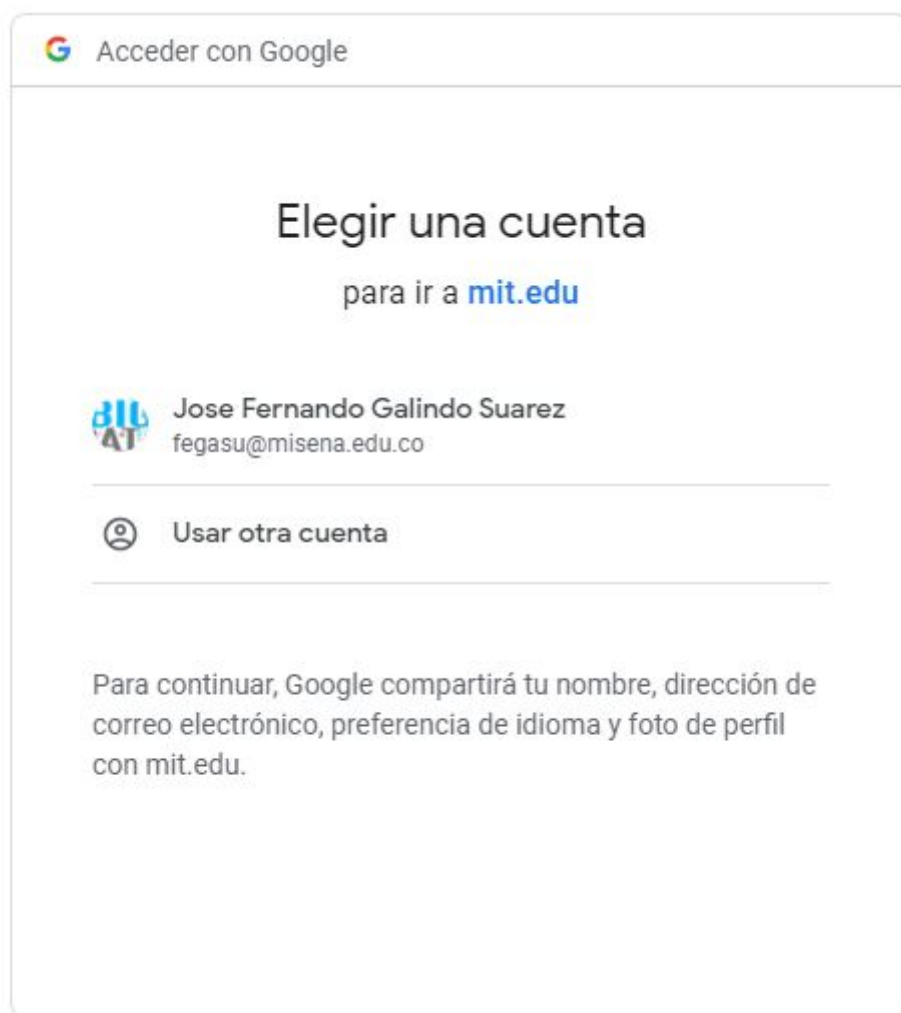 Acceder con Google
Elegir una cuenta
para ir a mit.edu
Jose Fernando Galindo Suarez
fegasu@misena.edu.co
Usar otra cuenta
Para continuar, Google compartirá tu nombre, dirección de
correo electrónico, preferencia de idioma y foto de perfil
con mit.edu.